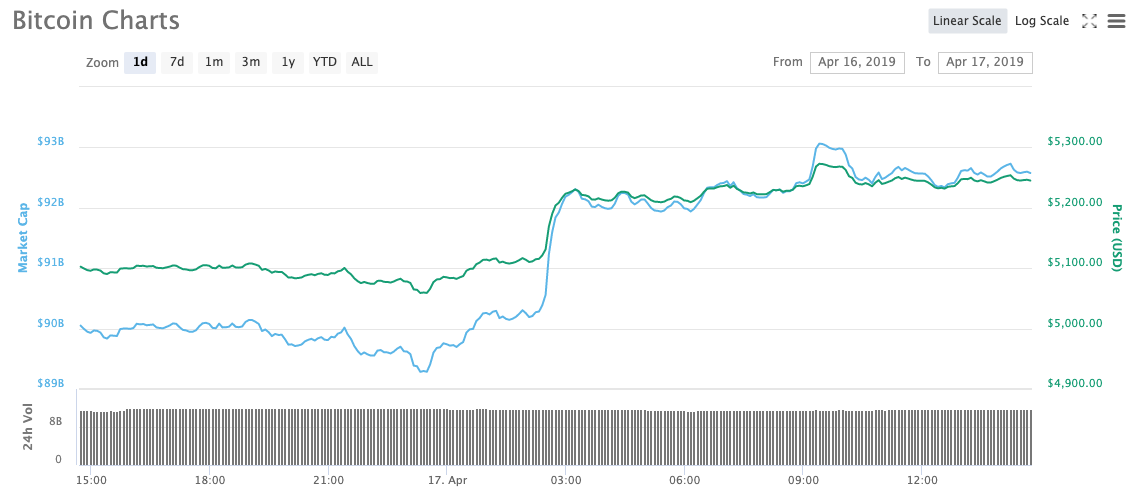 Bitcoin Charts
Linear Scale Log Scale
Zoom 1d 7d 1m 3m 1y YTD ALL
From Apr 16, 2019 To Apr 17, 2019
$93B $5,300.00
$92B $5,200.00
Market Cap
Price (USD)
$91B $5,100.00
$90B $5,000.00
$89B $4,900.00
24h Vol
8B
0
15:00 18:00 21:00 17. Apr 03:00 06:00 09:00 12:00